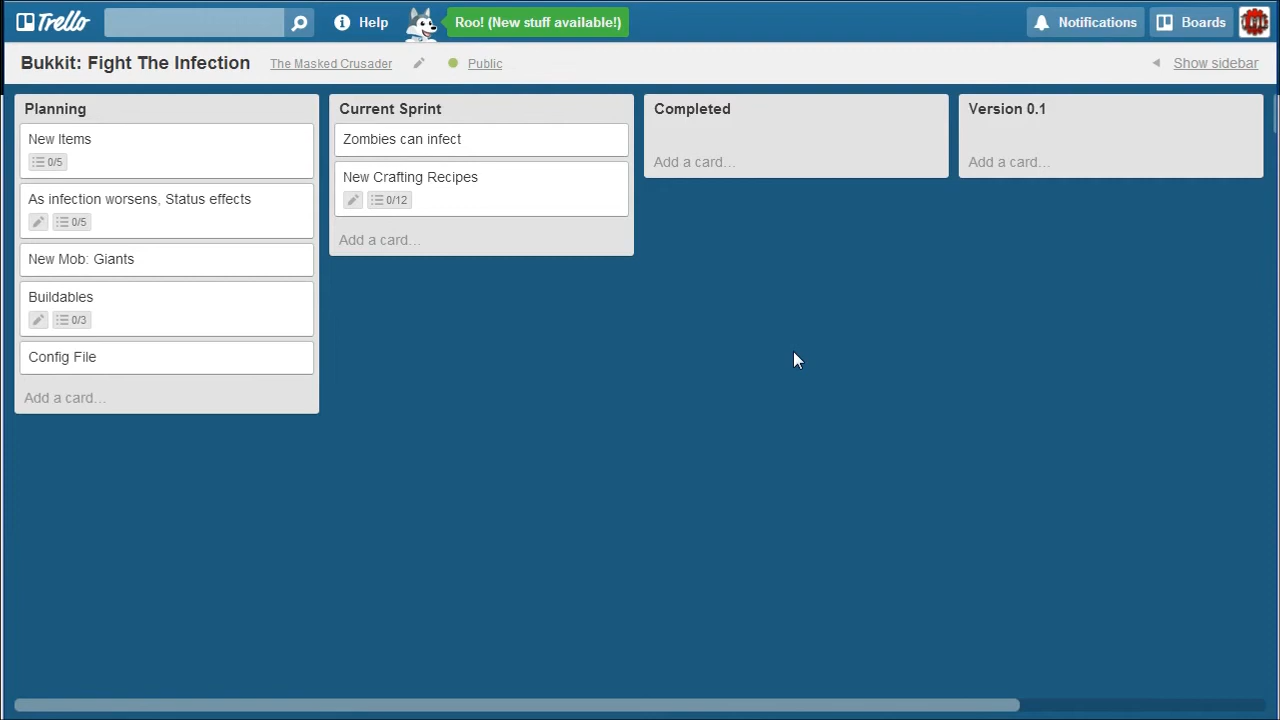 Trello
Help
Roo! (New stuff available!)
Notifications
Boards
Bukkit: Fight The Infection
The Masked Crusader
Public
Show sidebar
Planning
New Items
0/5
As infection worsens, Status effects
0/5
New Mob: Giants
Buildables
0/3
Config File
Add a card…
Current Sprint
Zombies can infect
New Crafting Recipes
0/12
Add a card…
Completed
Add a card…
Version 0.1
Add a card…